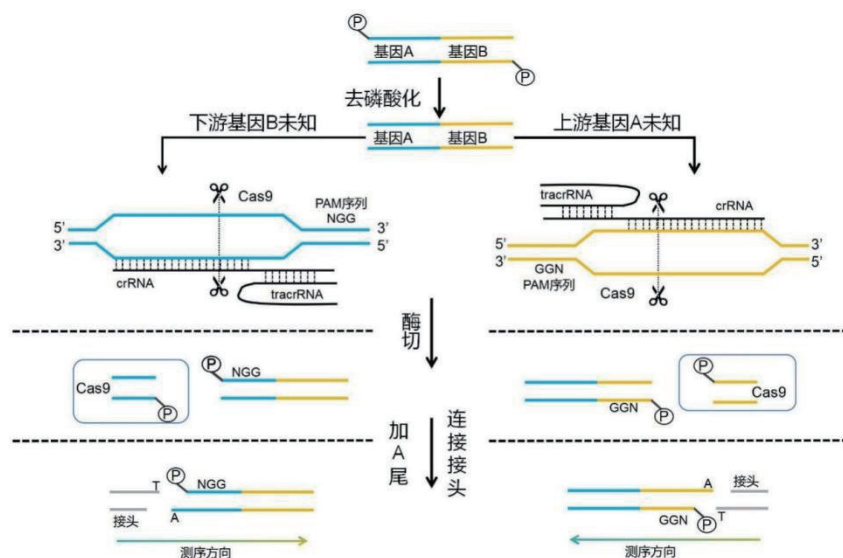 P
基因A 基因B
P
去磷酸化
下游基因B未知
基因A 基因B
上游基因A未知
Cas9
PAM序列
NGG
5' 3'
3' 5'
crRNA
tracrRNA
tracrRNA
crRNA
5' 3'
3' 5'
GGN
PAM序列
Cas9
酶切
Cas9
P
P
NGG
GGN
P
P
Cas9
加A尾
连接接头
T
P
NGG
接头
A
测序方向
A
接头
GGN
P
T
测序方向